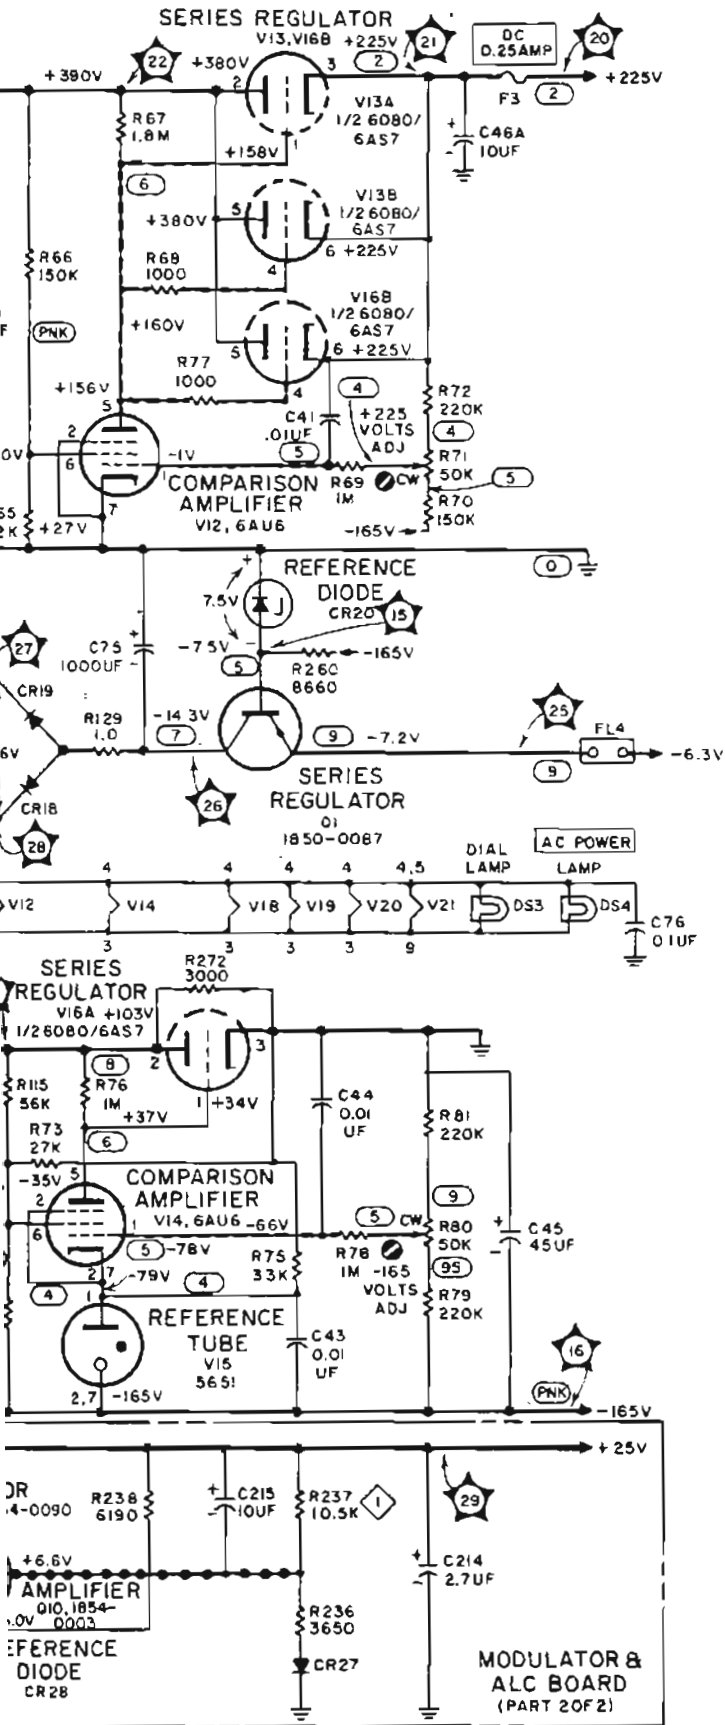 SERIES REGULATOR
V13,V16B
+225V
21
DC
0.25AMP
20
22
+390V
+380V
2
3
2
F3
2
+225V
R67
1.8M
V13A
1/2 6080/
6AS7
1
+158V
C46A
10UF
6
+380V
5
V13B
1/2 6080/
6AS7
6 +225V
R66
150K
R68
1000
4
PNK
+160V
V16B
1/2 6080/
6AS7
5
6 +225V
R77
1000
4
+156V
5
C41
.01UF
4
+225
VOLTS
ADJ
R72
220K
4
2
6
-1V
1
5
R69
1M
CW
R71
50K
5
COMPARISON
AMPLIFIER
V12, 6AU6
7
+27V
R70
150K
-165V
REFERENCE
DIODE
CR20
0
7.5V
15
27
C75
1000UF
-7.5V
5
-165V
R260
8660
CR19
R129
1.0
-14.3V
7
9
-7.2V
25
FL4
-6.3V
6V
9
26
SERIES
REGULATOR
Q1
1850-0087
CR18
28
DIAL
LAMP
AC POWER
LAMP
4
4
4
4
4,5
V12
V14
V18
V19
V20
V21
DS3
DS4
C76
0.1UF
3
3
3
3
9
SERIES
REGULATOR
V16A +103V
1/2 6080/6AS7
R272
3000
2
3
8
R115
56K
R76
1M
1
+34V
+37V
6
C44
0.01
UF
R81
220K
R73
27K
-35V
5
COMPARISON
AMPLIFIER
V14, 6AU6
-66V
2
6
1
5
-78V
5
CW
9
R80
50K
C45
45UF
R75
33K
R78
1M
-165
VOLTS
ADJ
95
R79
220K
2
7
-79V
4
4
1
REFERENCE
TUBE
V15
5651
C43
0.01
UF
16
2,7
-165V
PNK
-165V
+25V
OR
4-0090
R238
6190
C215
10UF
R237
10.5K
1
29
+6.6V
AMPLIFIER
Q10,1854-
0003
.0V
C214
2.7UF
R236
3650
EFERENCE
DIODE
CR28
CR27
MODULATOR &
ALC BOARD
(PART 2OF2)